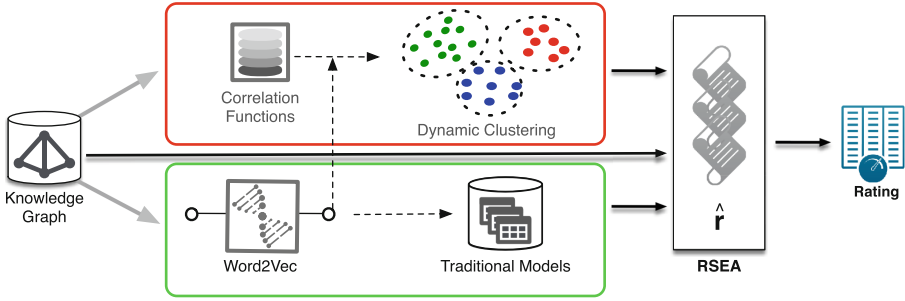 Correlation
Functions
Dynamic Clustering
Knowledge
Graph
Word2Vec
Traditional Models
r̂
RSEA
Rating